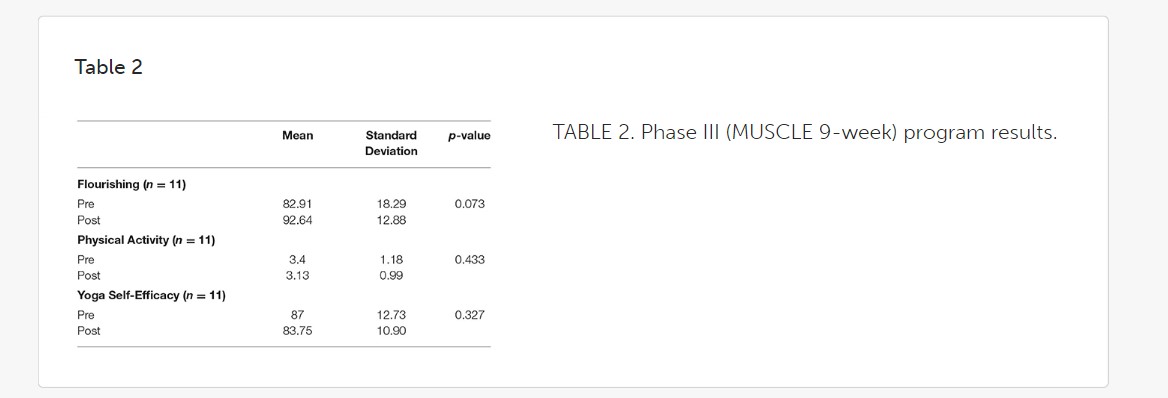 Table 2
TABLE 2. Phase III (MUSCLE 9-week) program results.
Mean Standard Deviation p-value
Flourishing (n = 11)
Pre 82.91 18.29 0.073
Post 92.64 12.88
Physical Activity (n = 11)
Pre 3.4 1.18 0.433
Post 3.13 0.99
Yoga Self-Efficacy (n = 11)
Pre 87 12.73 0.327
Post 83.75 10.90